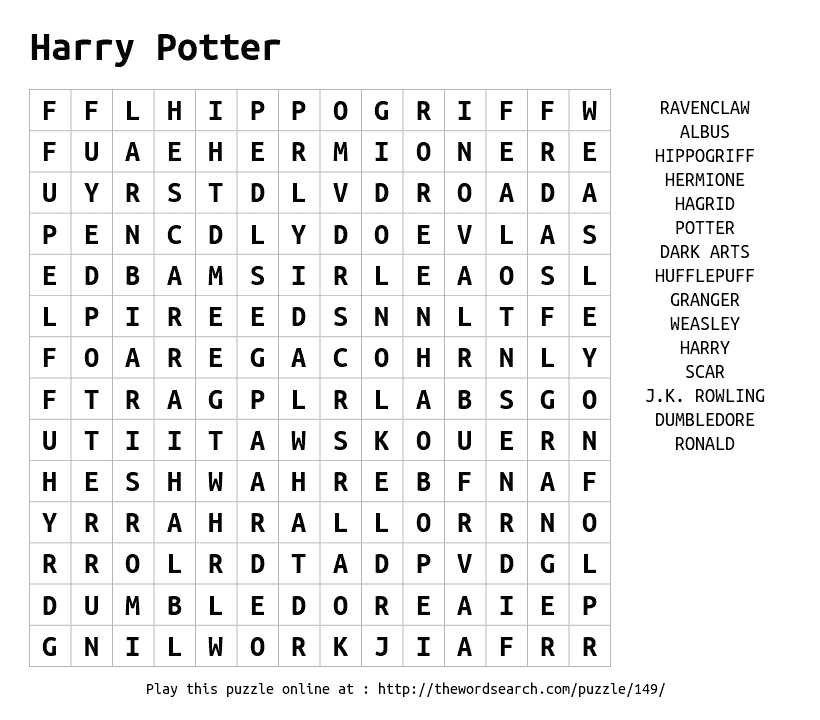 Harry Potter
F F L H I P P O G R I F F W
F U A E H E R M I O N E R E
U Y R S T D L V D R O A D A
P E N C D L Y D O E V L A S
E D B A M S I R L E A O S L
L P I R E E D S N N L T F E
F O A R E G A C O H R N L Y
F T R A G P L R L A B S G O
U T I I T A W S K O U E R N
H E S H W A H R E B F N A F
Y R R A H R A L L O R R N O
R R O L R D T A D P V D G L
D U M B L E D O R E A I E P
G N I L W O R K J I A F R R
RAVENCLAW
ALBUS
HIPPOGRIFF
HERMIONE
HAGRID
POTTER
DARK ARTS
HUFFLEPUFF
GRANGER
WEASLEY
HARRY
SCAR
J.K. ROWLING
DUMBLEDORE
RONALD
Play this puzzle online at : http://thewordsearch.com/puzzle/149/